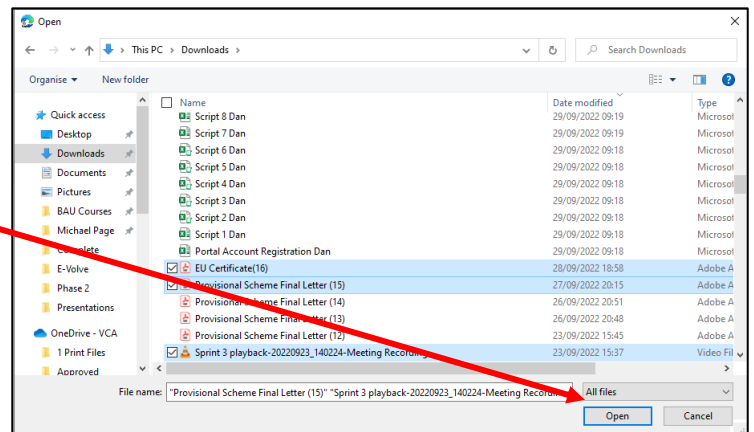 Open
This PC > Downloads >
Search Downloads
Organise
New folder
Name
Date modified
Type
Quick access
Desktop
Downloads
Documents
Pictures
BAU Courses
Michael Page
Complete
E-Volve
Phase 2
Presentations
OneDrive - VCA
1 Print Files
Approved
Script 8 Dan 29/09/2022 09:19 Microsof
Script 7 Dan 29/09/2022 09:19 Microsof
Script 6 Dan 29/09/2022 09:18 Microsof
Script 5 Dan 29/09/2022 09:18 Microsof
Script 4 Dan 29/09/2022 09:18 Microsof
Script 3 Dan 29/09/2022 09:18 Microsof
Script 2 Dan 29/09/2022 09:18 Microsof
Script 1 Dan 29/09/2022 09:18 Microsof
Portal Account Registration Dan 29/09/2022 09:18 Microsof
EU Certificate(16) 28/09/2022 18:58 Adobe A
Provisional Scheme Final Letter (15) 27/09/2022 20:15 Adobe A
Provisional Scheme Final Letter (14) 26/09/2022 20:51 Adobe A
Provisional Scheme Final Letter (13) 26/09/2022 20:48 Adobe A
Provisional Scheme Final Letter (12) 23/09/2022 15:45 Adobe A
Sprint 3 playback-20220923_140224-Meeting Recording 23/09/2022 15:37 Video Fil
File name: "Provisional Scheme Final Letter (15)" "Sprint 3 playback-20220923_140224-Meeting Recor
All files
Open
Cancel